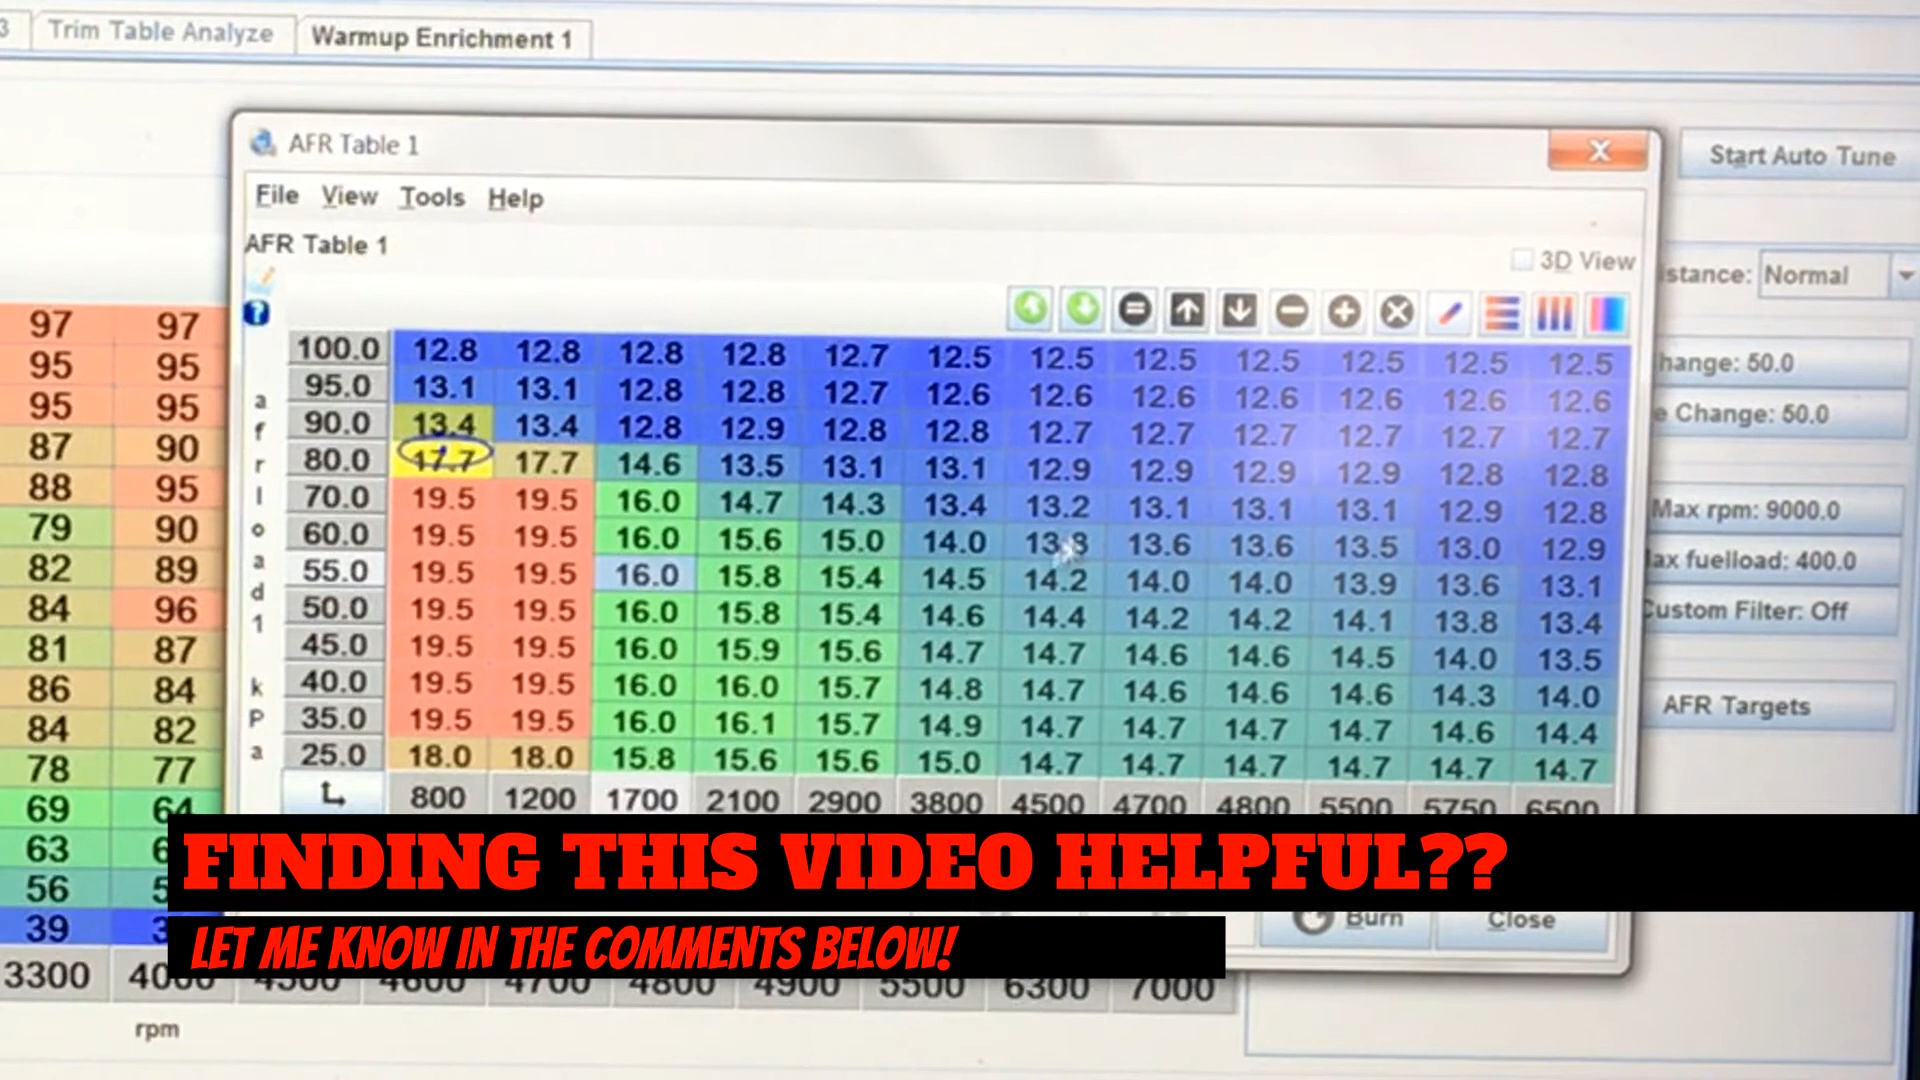 3 Trim Table Analyze Warmup Enrichment 1
AFR Table 1
Start Auto Tune
File View Tools Help
AFR Table 1
3D View
istance: Normal
97 97
95 95
95 95
87 90
88 95
79 90
82 89
84 96
81 87
86 84
84 82
78 77
69 64
63
56
39
3300
afrload1 kPa
100.0 12.8 12.8 12.8 12.8 12.7 12.5 12.5 12.5 12.5 12.5 12.5 12.5
95.0 13.1 13.1 12.8 12.8 12.7 12.6 12.6 12.6 12.6 12.6 12.6 12.6
90.0 13.4 13.4 12.8 12.9 12.8 12.8 12.7 12.7 12.7 12.7 12.7 12.7
80.0 17.7 17.7 14.6 13.5 13.1 13.1 12.9 12.9 12.9 12.9 12.8 12.8
70.0 19.5 19.5 16.0 14.7 14.3 13.4 13.2 13.1 13.1 13.1 12.9 12.8
60.0 19.5 19.5 16.0 15.6 15.0 14.0 13.8 13.6 13.6 13.5 13.0 12.9
55.0 19.5 19.5 16.0 15.8 15.4 14.5 14.2 14.0 14.0 13.9 13.6 13.1
50.0 19.5 19.5 16.0 15.8 15.4 14.6 14.4 14.2 14.2 14.1 13.8 13.4
45.0 19.5 19.5 16.0 15.9 15.6 14.7 14.7 14.6 14.6 14.5 14.0 13.5
40.0 19.5 19.5 16.0 16.0 15.7 14.8 14.7 14.6 14.6 14.6 14.3 14.0
35.0 19.5 19.5 16.0 16.1 15.7 14.9 14.7 14.7 14.7 14.7 14.6 14.4
25.0 18.0 18.0 15.8 15.6 15.6 15.0 14.7 14.7 14.7 14.7 14.7 14.7
800 1200 1700 2100 2900 3800 4500 4700 4800 5500 5750 6500
hange: 50.0
e Change: 50.0
Max rpm: 9000.0
ax fuelload: 400.0
Custom Filter: Off
AFR Targets
FINDING THIS VIDEO HELPFUL??
Burn Close
LET ME KNOW IN THE COMMENTS BELOW!
4600 4700 4800 4900 5500 6300 7000
rpm